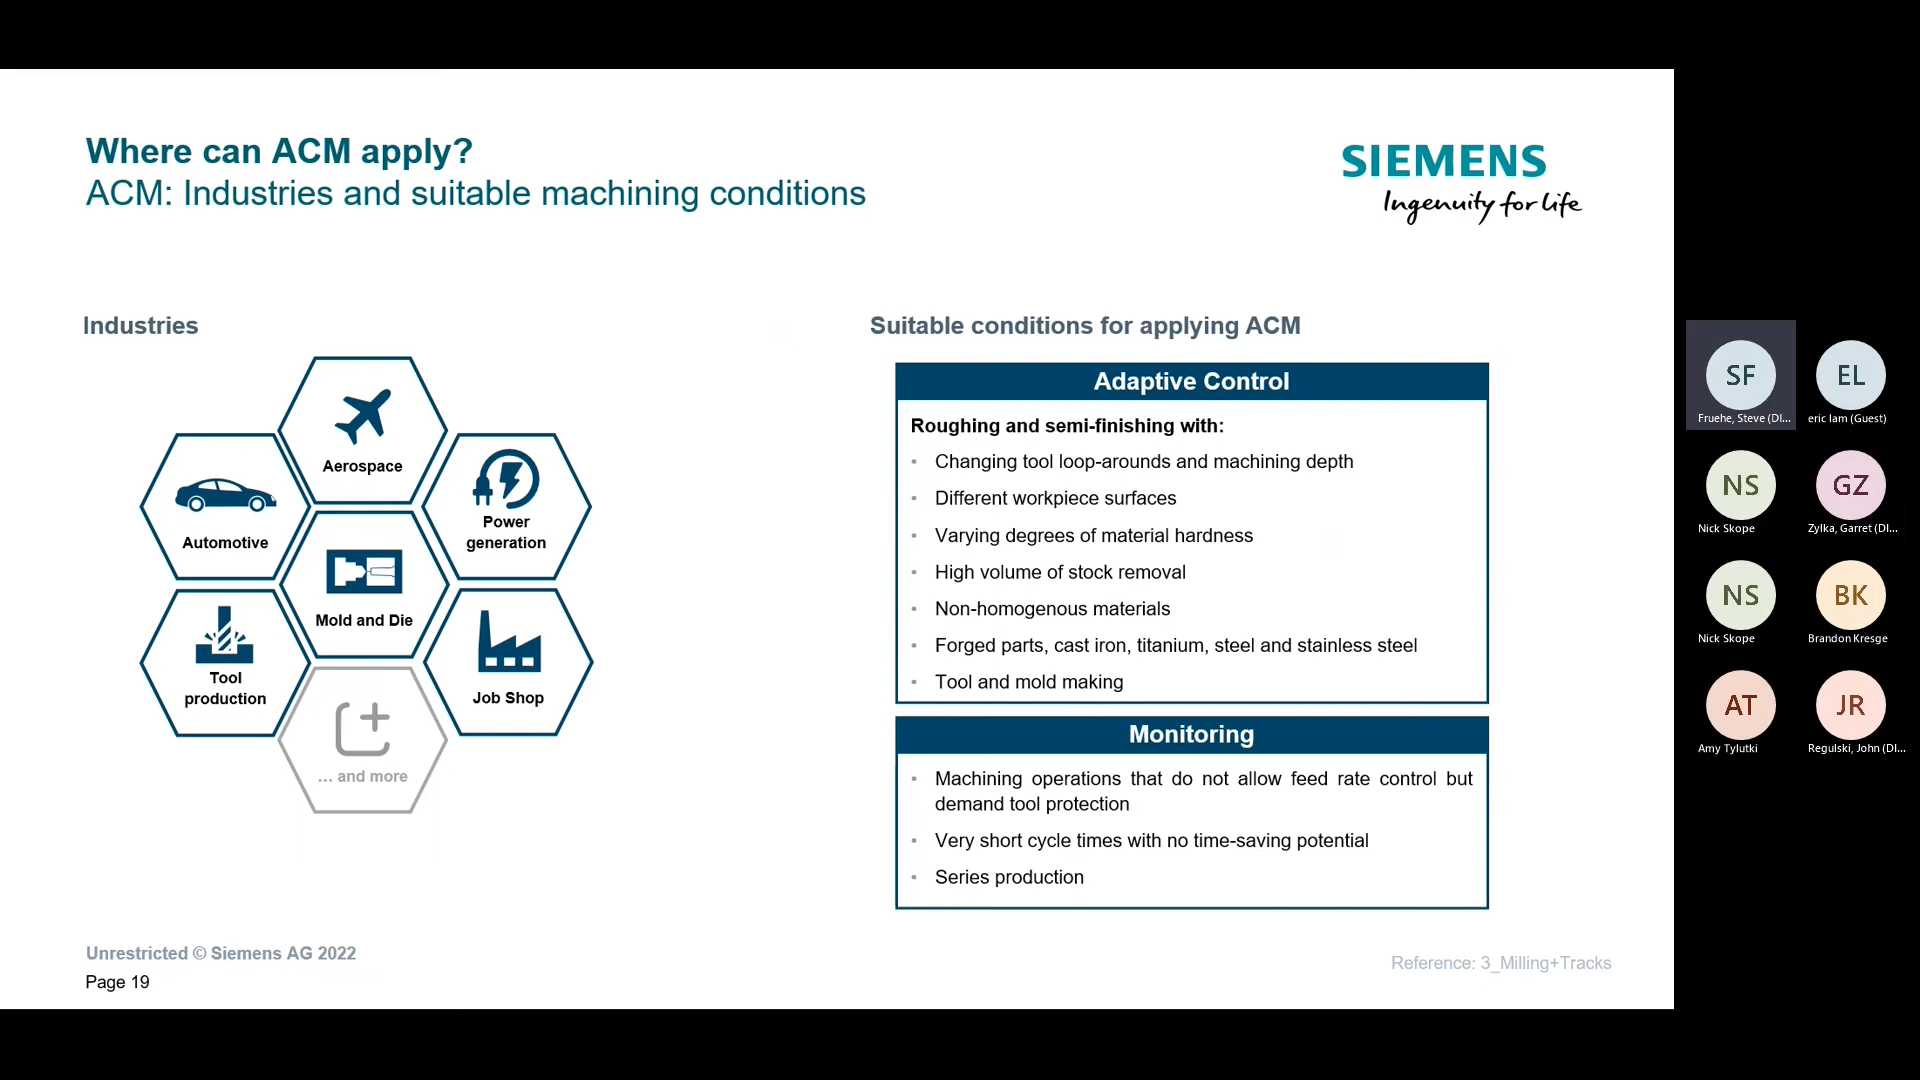 Where can ACM apply?
ACM: Industries and suitable machining conditions
SIEMENS
Ingenuity for life
Industries
Aerospace
Automotive
Power
generation
Mold and Die
Tool
production
Job Shop
... and more
Suitable conditions for applying ACM
Adaptive Control
Roughing and semi-finishing with:
• Changing tool loop-arounds and machining depth
• Different workpiece surfaces
• Varying degrees of material hardness
• High volume of stock removal
• Non-homogenous materials
• Forged parts, cast iron, titanium, steel and stainless steel
• Tool and mold making
Monitoring
• Machining operations that do not allow feed rate control but
demand tool protection
• Very short cycle times with no time-saving potential
• Series production
Unrestricted © Siemens AG 2022
Page 19
Reference: 3_Milling+Tracks
SF
Fruehe, Steve (DI...
EL
eric lam (Guest)
NS
Nick Skope
GZ
Zylka, Garret (DI...
NS
Nick Skope
BK
Brandon Kresge
AT
Amy Tylutki
JR
Regulski, John (DI...